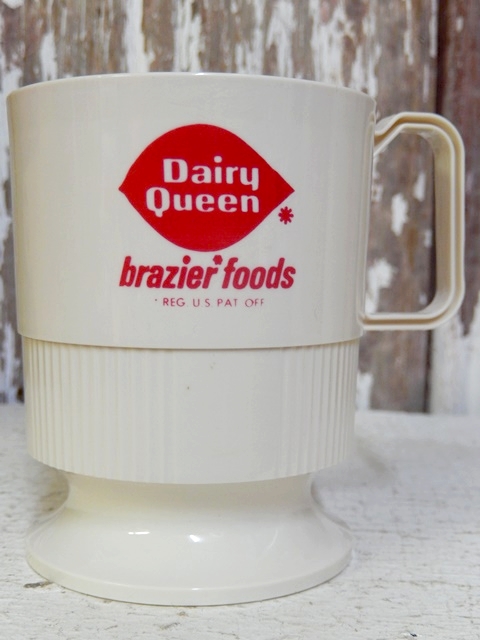 Dairy
Queen *
brazier* foods
* REG. U.S. PAT. OFF.